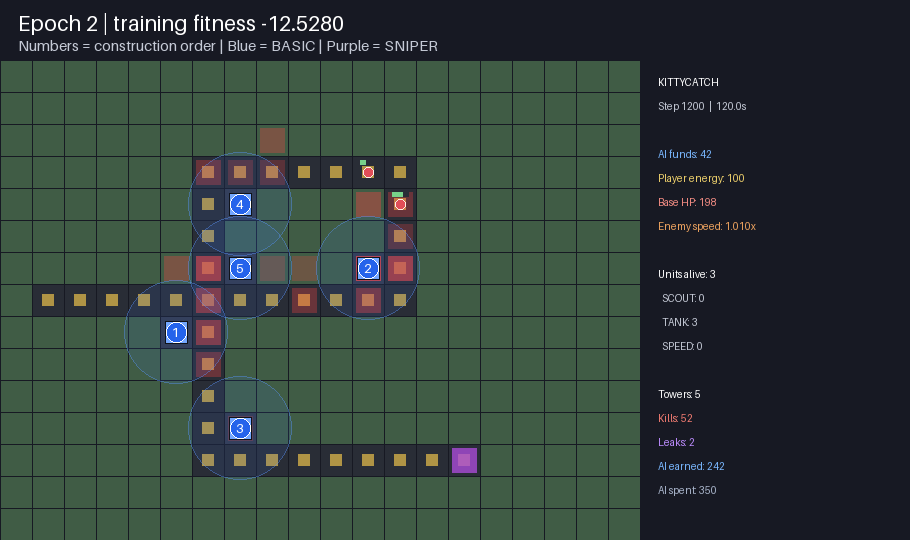 Epoch 2 | training fitness -12.5280
Numbers = construction order | Blue = BASIC | Purple = SNIPER
KITTYCATCH
Step 1200 | 120.0s
AI funds: 42
Player energy: 100
Base HP: 198
Enemy speed: 1.010x
Units alive: 3
SCOUT: 0
TANK: 3
SPEED: 0
Towers: 5
Kills: 52
Leaks: 2
AI earned: 242
AI spent: 350
4
5
2
1
3